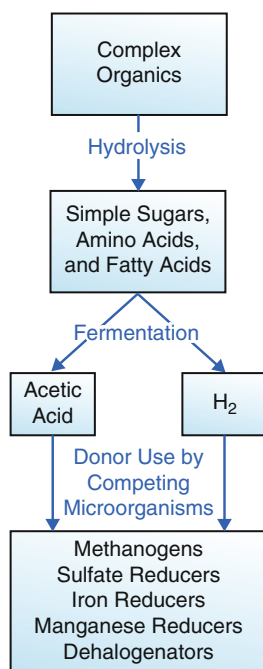 Complex
Organics
Hydrolysis
Simple Sugars,
Amino Acids,
and Fatty Acids
Fermentation
Acetic
Acid
H₂
Donor Use by
Competing
Microorganisms
Methanogens
Sulfate Reducers
Iron Reducers
Manganese Reducers
Dehalogenators